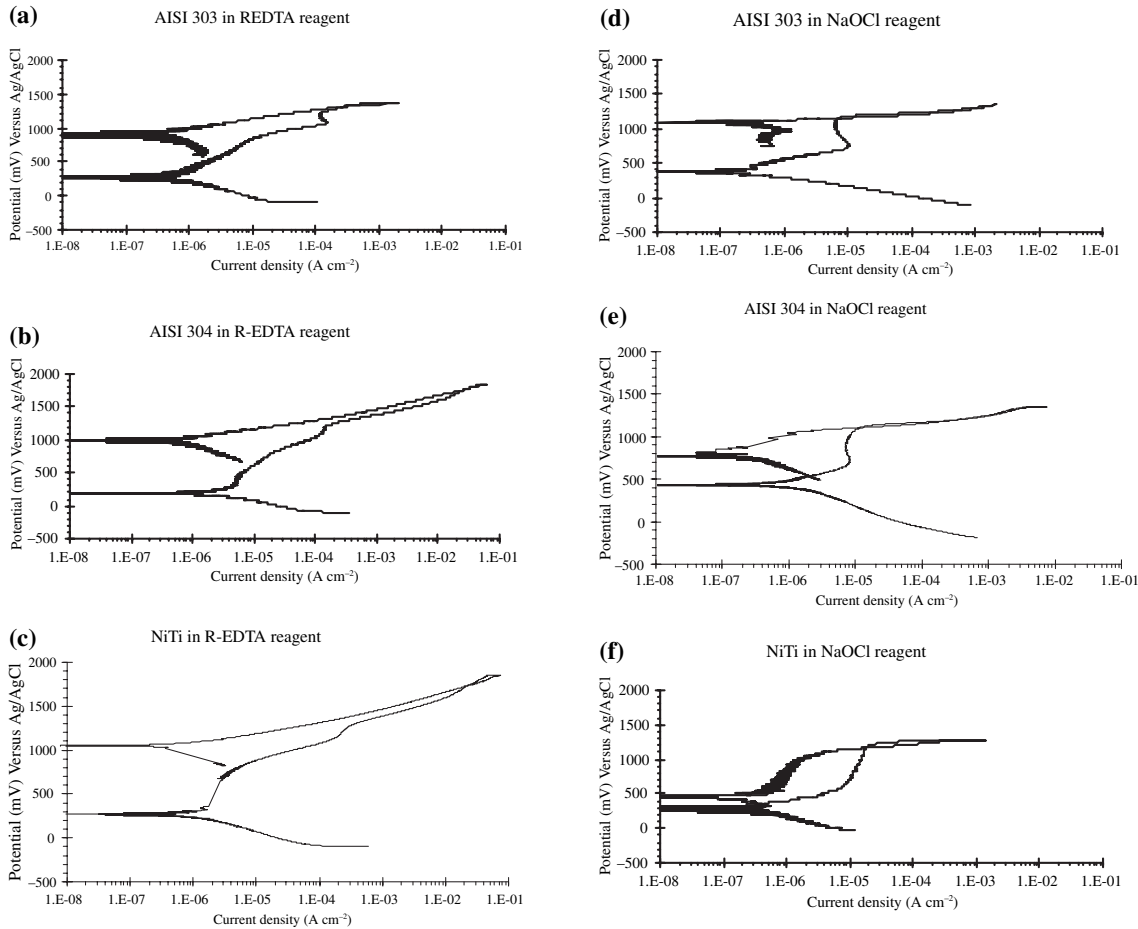 (a)
AISI 303 in REDTA reagent
Potential (mV) Versus Ag/AgCl
2000
1500
1000
500
0
−500
1.E-08 1.E-07 1.E-06 1.E-05 1.E-04 1.E-03 1.E-02 1.E-01
Current density (A cm−2)
(b)
AISI 304 in R-EDTA reagent
Potential (mV) Versus Ag/AgCl
2000
1500
1000
500
0
−500
1.E-08 1.E-07 1.E-06 1.E-05 1.E-04 1.E-03 1.E-02 1.E-01
Current density (A cm−2)
(c)
NiTi in R-EDTA reagent
Potential (mV) Versus Ag/AgCl
2000
1500
1000
500
0
−500
1.E-08 1.E-07 1.E-06 1.E-05 1.E-04 1.E-03 1.E-02 1.E-01
Current density (A cm−2)
(d)
AISI 303 in NaOCl reagent
Potential (mV) Versus Ag/AgCl
2000
1500
1000
500
0
−500
1.E-08 1.E-07 1.E-06 1.E-05 1.E-04 1.E-03 1.E-02 1.E-01
Current density (A cm−2)
(e)
AISI 304 in NaOCl reagent
Potential (mV) Versus Ag/AgCl
2000
1500
1000
500
0
−500
1.E-08 1.E-07 1.E-06 1.E-05 1.E-04 1.E-03 1.E-02 1.E-01
Current density (A cm−2)
(f)
NiTi in NaOCl reagent
Potential (mV) Versus Ag/AgCl
2000
1500
1000
500
0
−500
1.E-08 1.E-07 1.E-06 1.E-05 1.E-04 1.E-03 1.E-02 1.E-01
Current density (A cm−2)